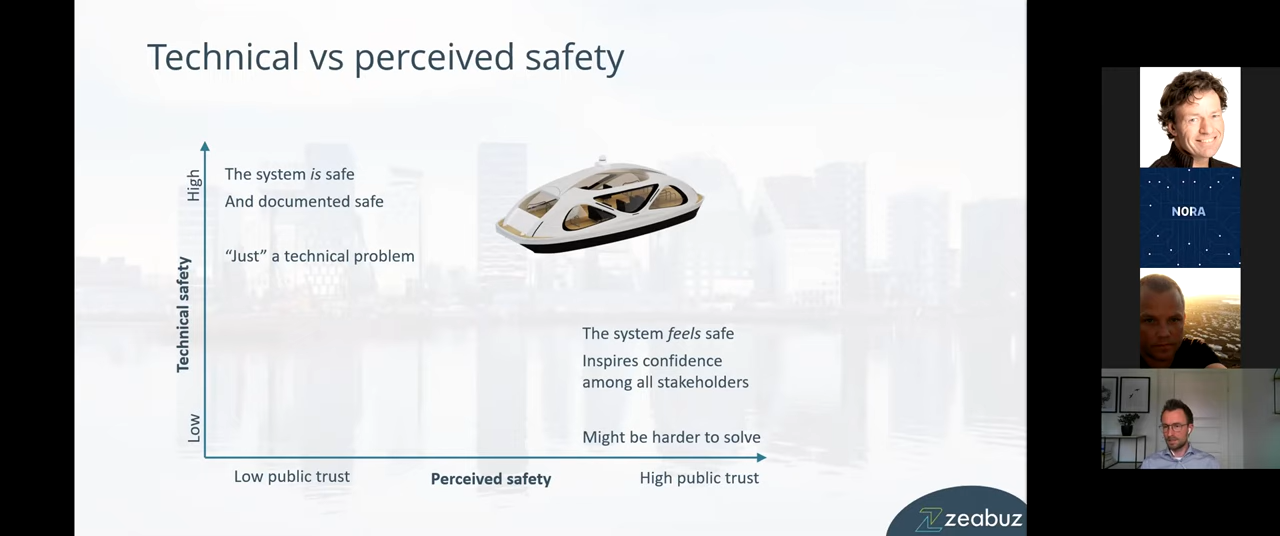 Technical vs perceived safety
High
The system is safe
And documented safe
“Just” a technical problem
Technical safety
The system feels safe
Inspires confidence
among all stakeholders
Low
Might be harder to solve
Low public trust
Perceived safety
High public trust
zeabuz
NORA